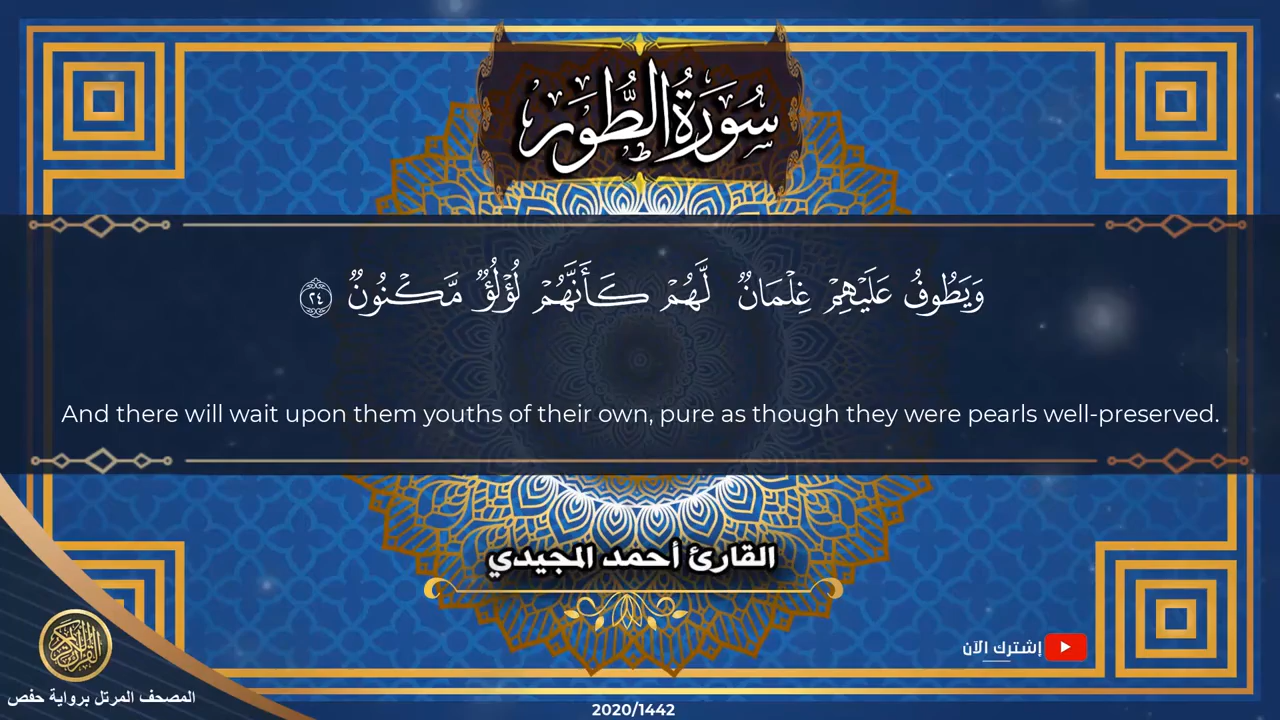 سُورَةُ الطُّورِ
وَيَطُوفُ عَلَيْهِمْ غِلْمَانٌ لَّهُمْ كَأَنَّهُمْ لُؤْلُؤٌ مَّكْنُونٌ ٢٤
And there will wait upon them youths of their own, pure as though they were pearls well-preserved.
القارئ أحمد المجيدي
إشترك الآن
المصحف المرتل برواية حفص
2020/1442